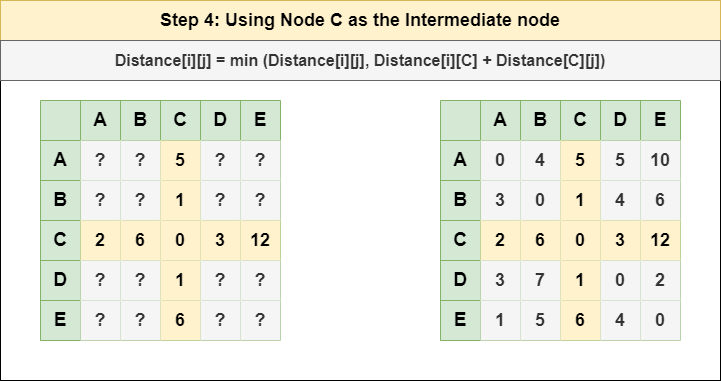 Step 4: Using Node C as the Intermediate node
Distance[i][j] = min (Distance[i][j], Distance[i][C] + Distance[C][j])
A B C D E
A ? ? 5 ? ?
B ? ? 1 ? ?
C 2 6 0 3 12
D ? ? 1 ? ?
E ? ? 6 ? ?
A B C D E
A 0 4 5 5 10
B 3 0 1 4 6
C 2 6 0 3 12
D 3 7 1 0 2
E 1 5 6 4 0